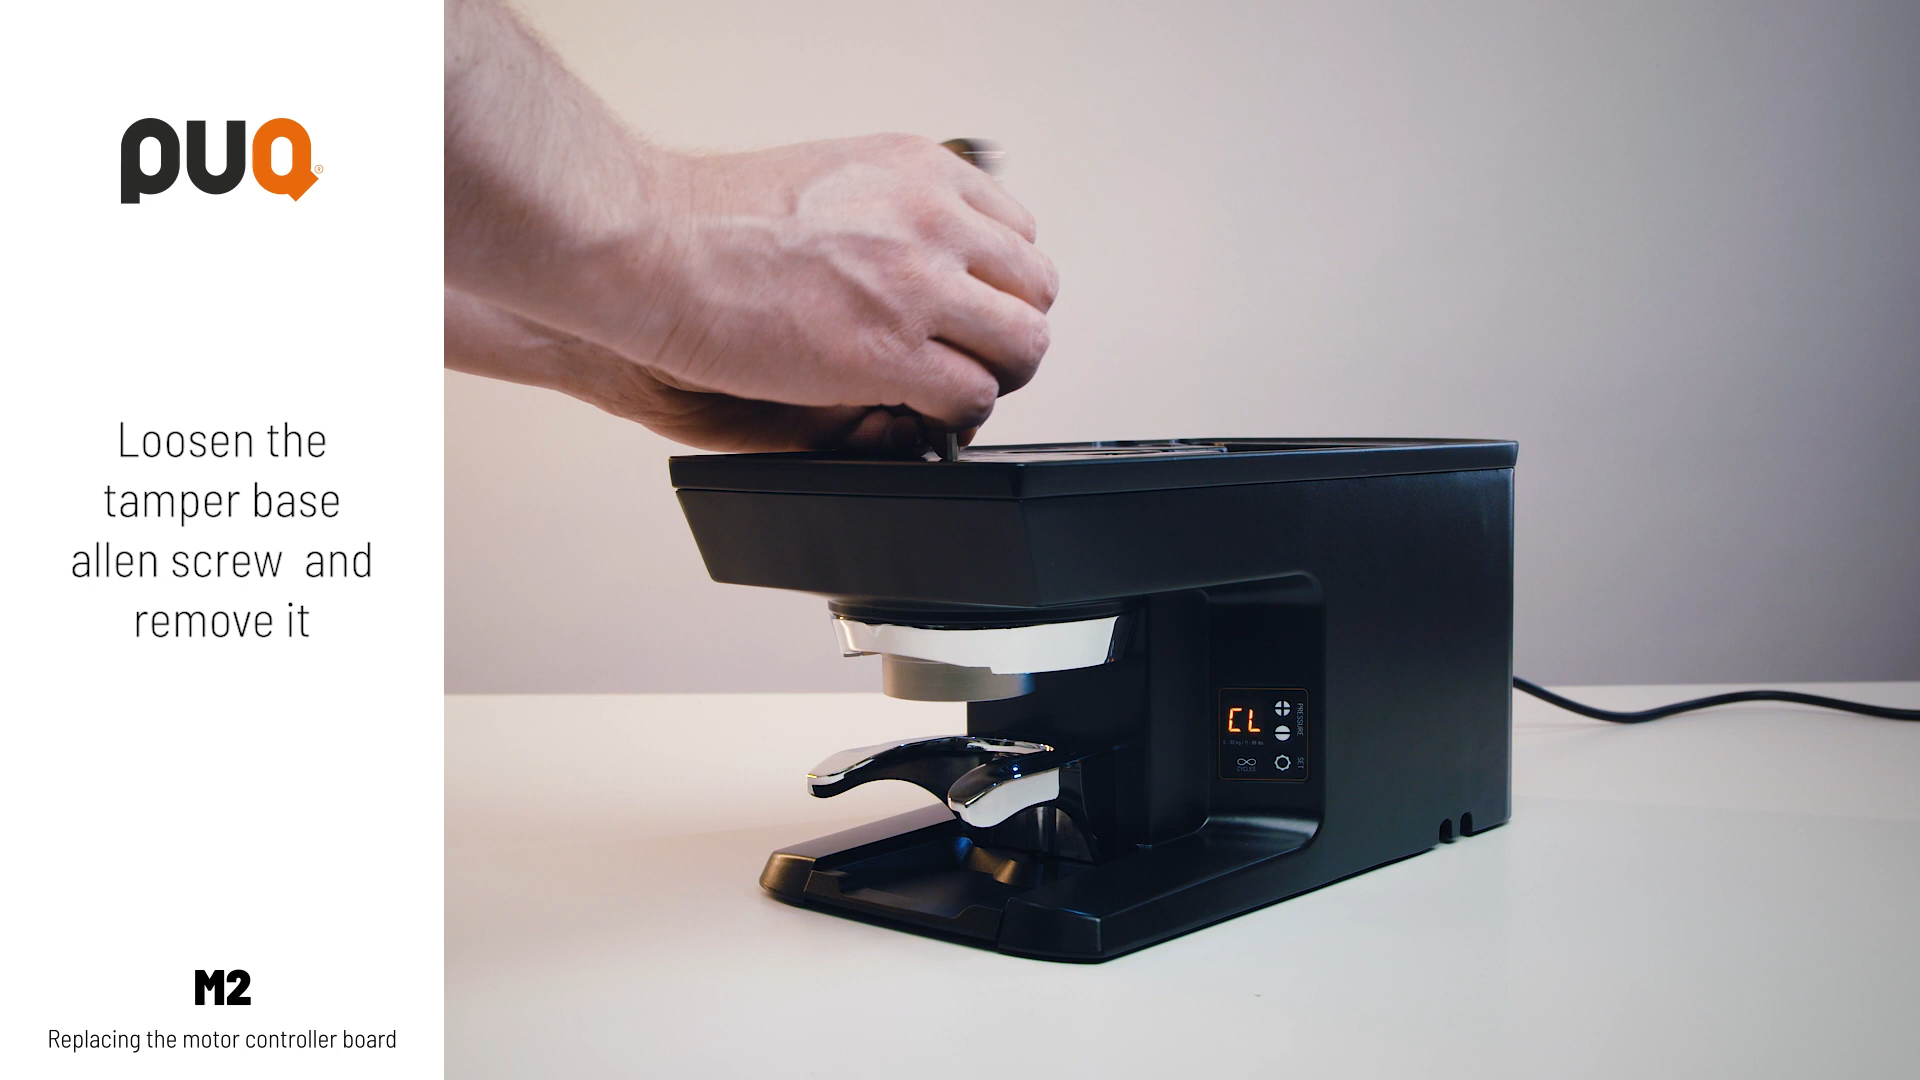 PUQ®
Loosen the
tamper base
allen screw  and
remove it
M2
Replacing the motor controller board
CL
PRESSURE
SET
CYCLES